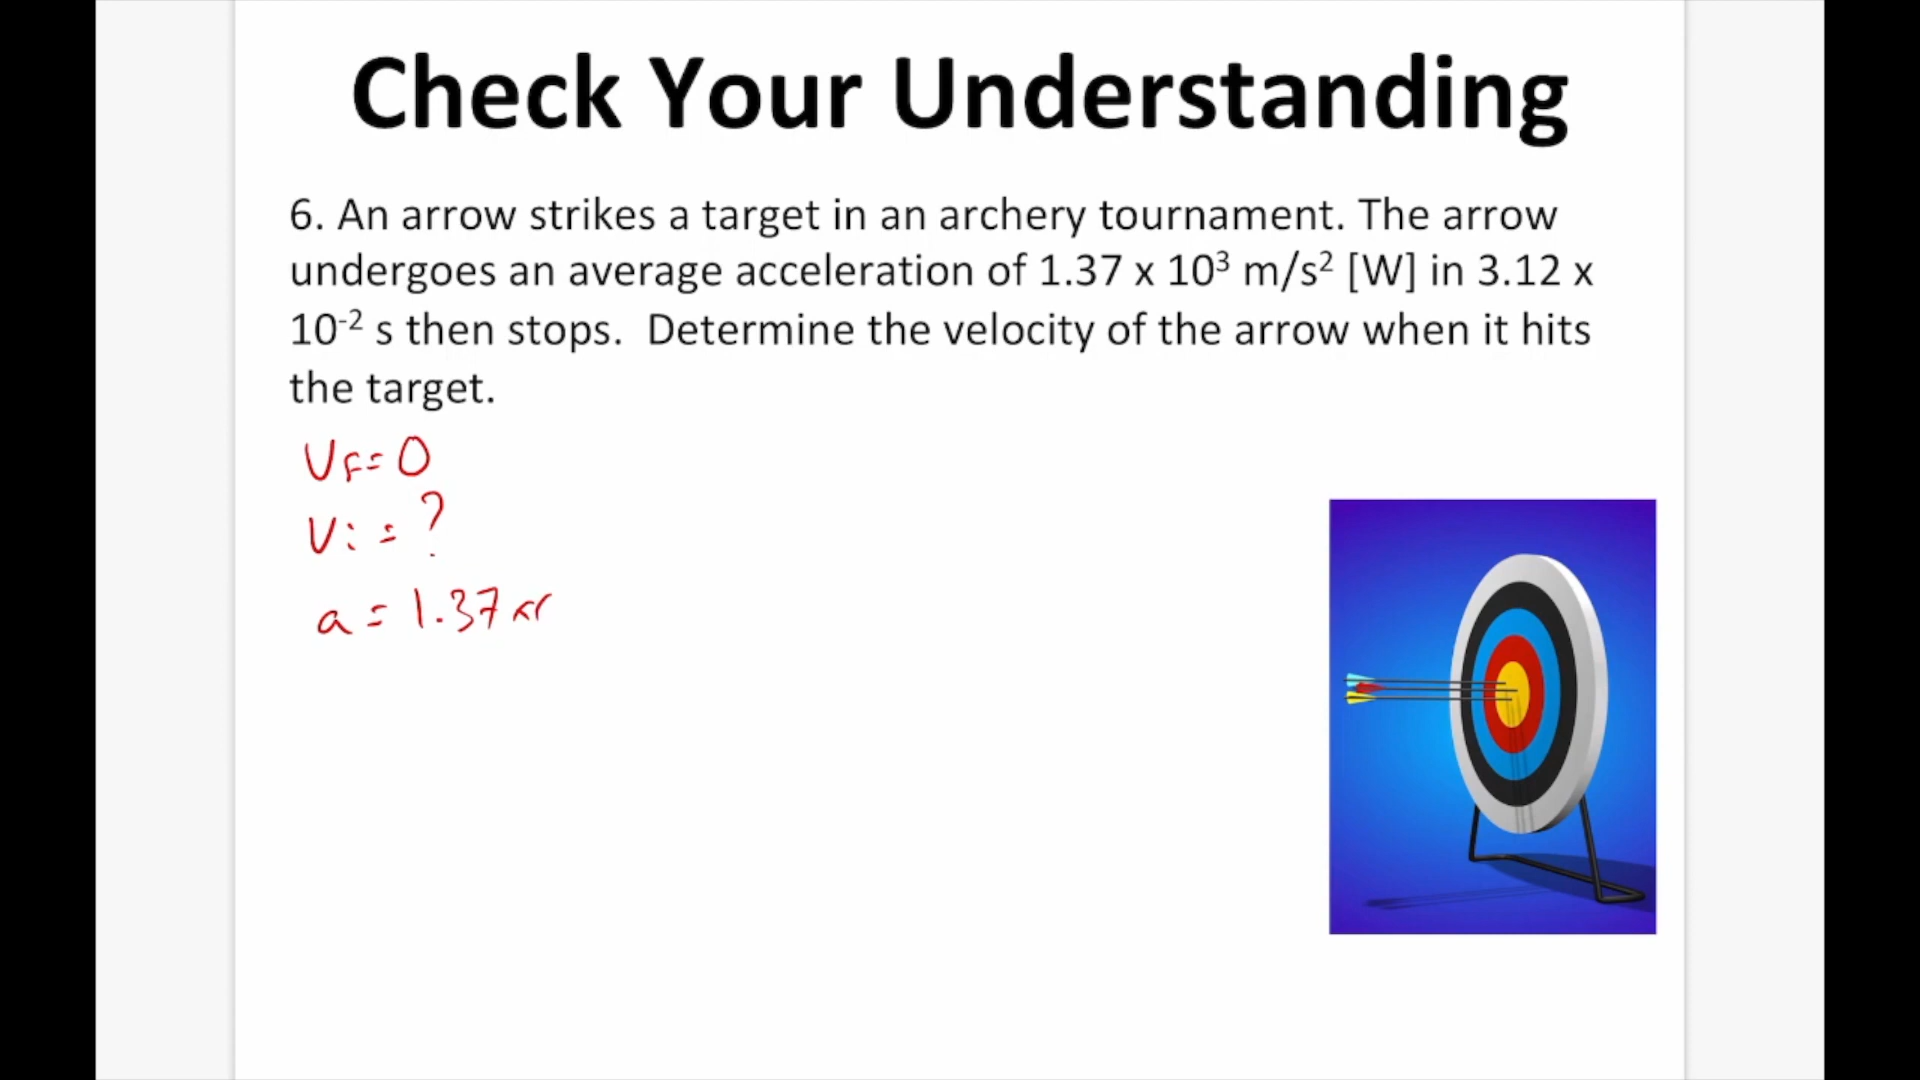 Check Your Understanding
6. An arrow strikes a target in an archery tournament. The arrow
undergoes an average acceleration of 1.37 x 10³ m/s² [W] in 3.12 x
10⁻² s then stops. Determine the velocity of the arrow when it hits
the target.
VF=0
Vi=?
a=1.37x